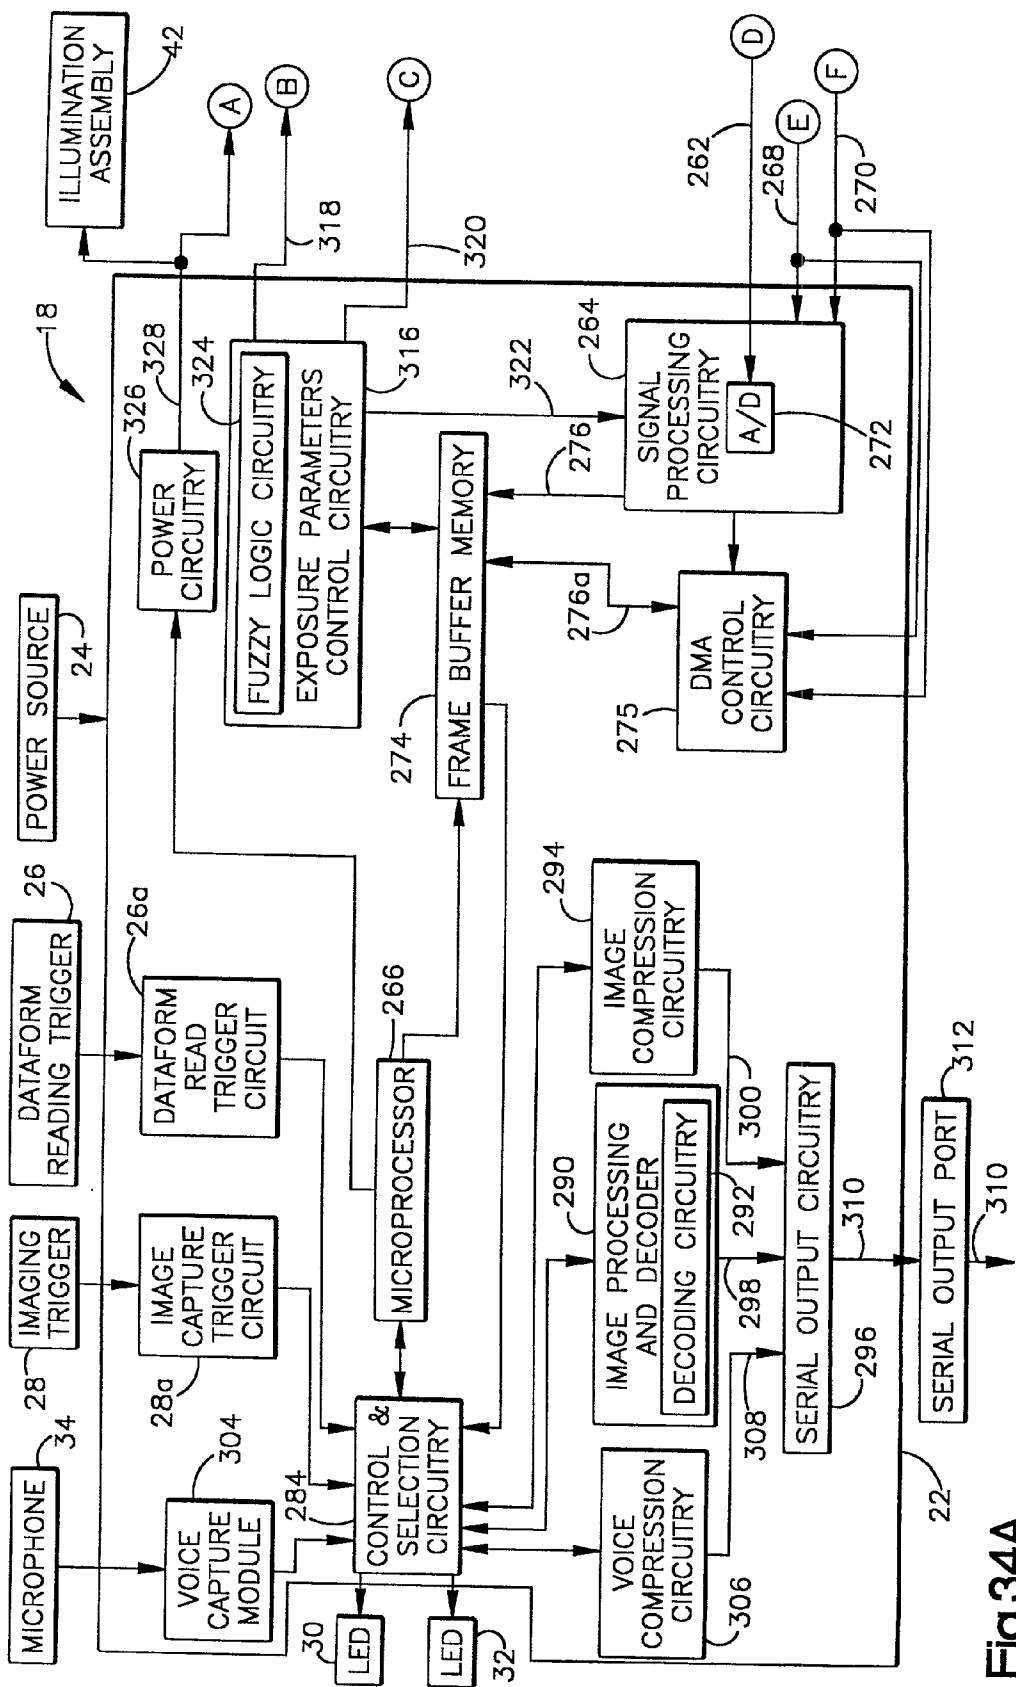 MICROPHONE
34
IMAGING
TRIGGER
28
DATAFORM
READING TRIGGER
26
POWER SOURCE
24
18
ILLUMINATION
ASSEMBLY
42
VOICE
CAPTURE
MODULE
304
IMAGE
CAPTURE
TRIGGER
CIRCUIT
28a
DATAFORM
READ
TRIGGER
CIRCUIT
26a
POWER
CIRCUITRY
326
328
A
FUZZY LOGIC CIRCUITRY
324
EXPOSURE PARAMETERS
CONTROL CIRCUITRY
316
318
B
320
C
LED
30
LED
32
CONTROL &
SELECTION
CIRCUITRY
284
MICROPROCESSOR
266
FRAME BUFFER MEMORY
274
322
276
276a
SIGNAL
PROCESSING
CIRCUITRY
264
A/D
272
262
D
268
E
270
F
DMA
CONTROL
CIRCUITRY
275
VOICE
COMPRESSION
CIRCUITRY
306
IMAGE PROCESSING
AND DECODER
290
DECODING CIRCUITRY
292
IMAGE
COMPRESSION
CIRCUITRY
294
308
298
300
SERIAL OUTPUT CIRCUITRY
296
310
22
SERIAL OUTPUT PORT
312
310
Fig.34A